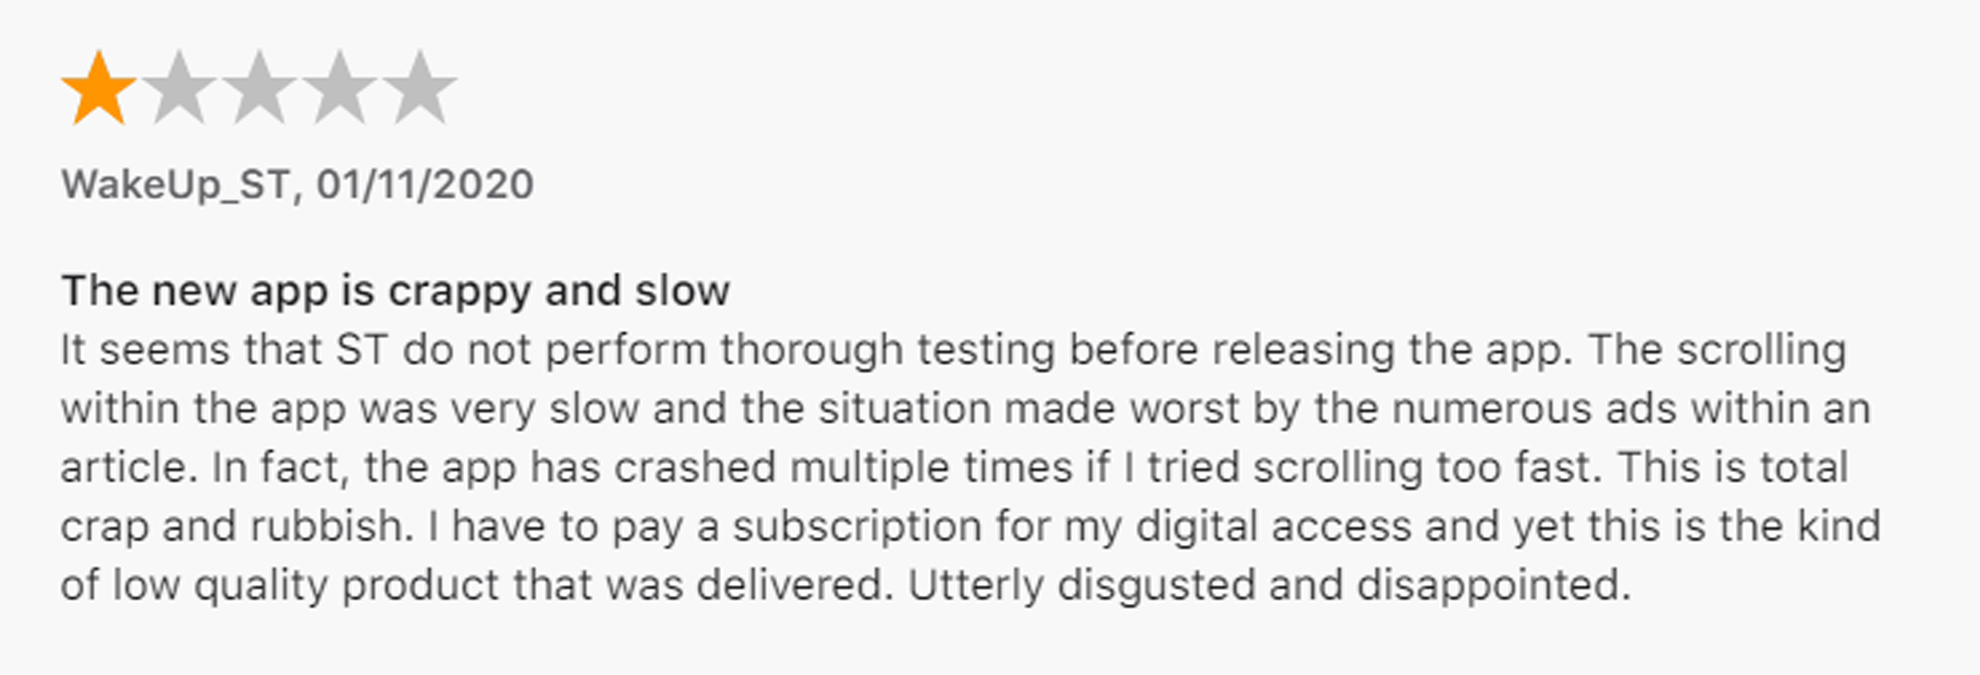 WakeUp_ST, 01/11/2020
The new app is crappy and slow
It seems that ST do not perform thorough testing before releasing the app. The scrolling
within the app was very slow and the situation made worst by the numerous ads within an
article. In fact, the app has crashed multiple times if I tried scrolling too fast. This is total
crap and rubbish. I have to pay a subscription for my digital access and yet this is the kind
of low quality product that was delivered. Utterly disgusted and disappointed.